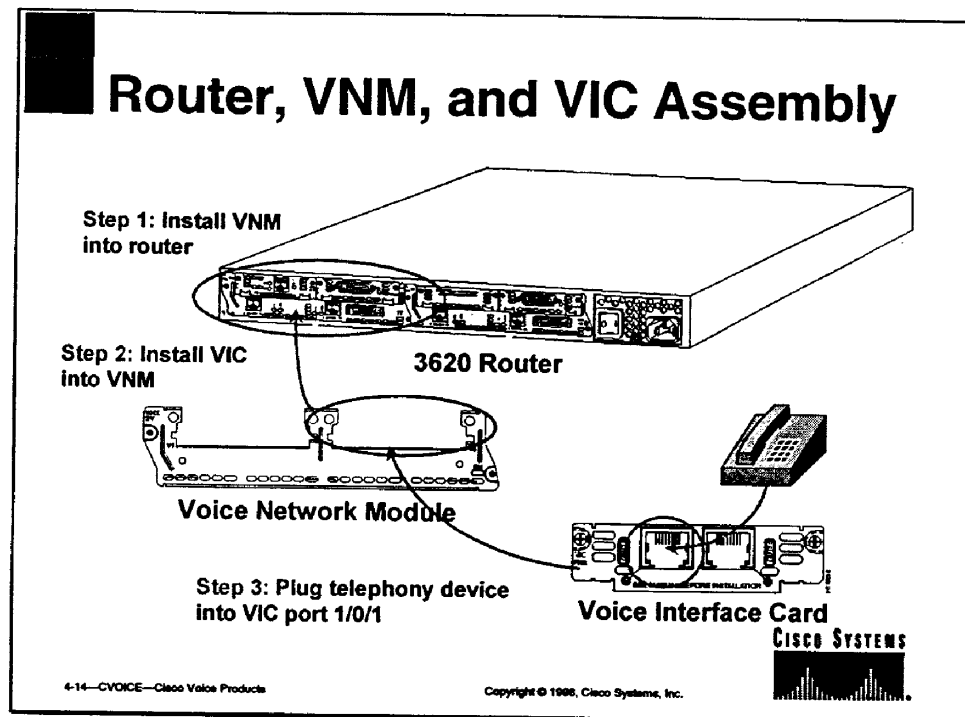 Router, VNM, and VIC Assembly
Step 1: Install VNM
into router
3620 Router
Step 2: Install VIC
into VNM
Voice Network Module
Step 3: Plug telephony device
into VIC port 1/0/1
Voice Interface Card
CISCO SYSTEMS
4-14—CVOICE—Cisco Voice Products
Copyright © 1998, Cisco Systems, Inc.